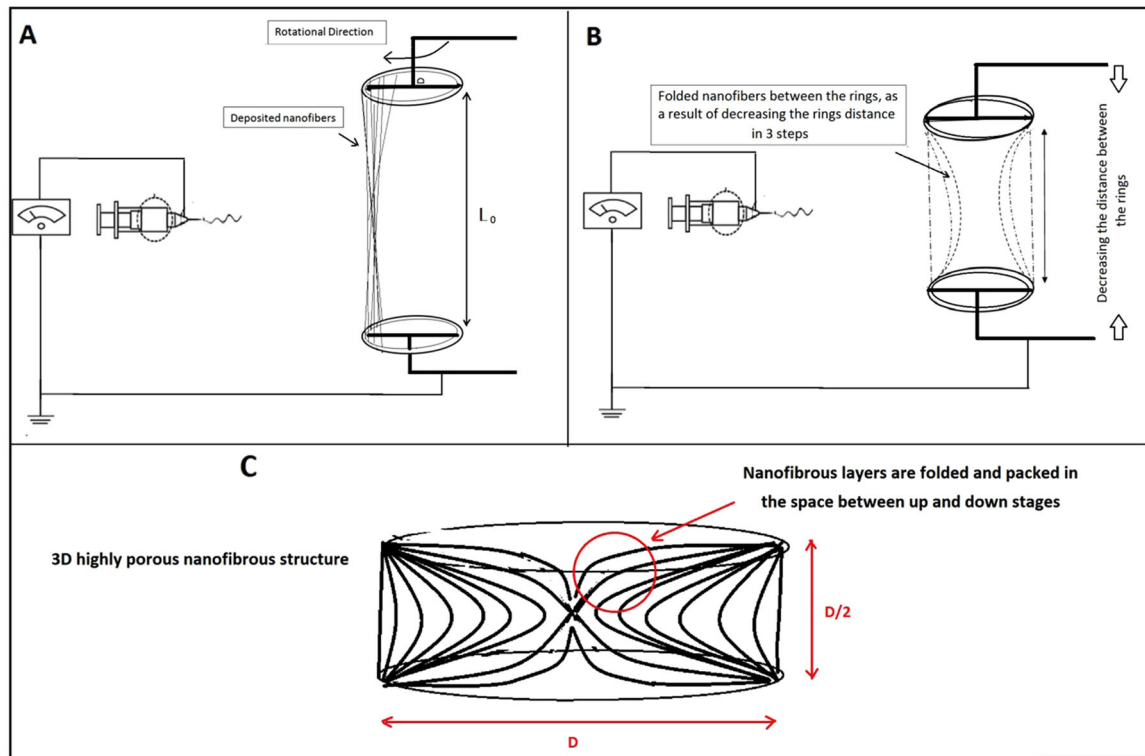 A
Rotational Direction
D
Deposited nanofibers
L0
B
Folded nanofibers between the rings, as
a result of decreasing the rings distance
in 3 steps
Decreasing the distance between
the rings
C
Nanofibrous layers are folded and packed in
the space between up and down stages
3D highly porous nanofibrous structure
D/2
D